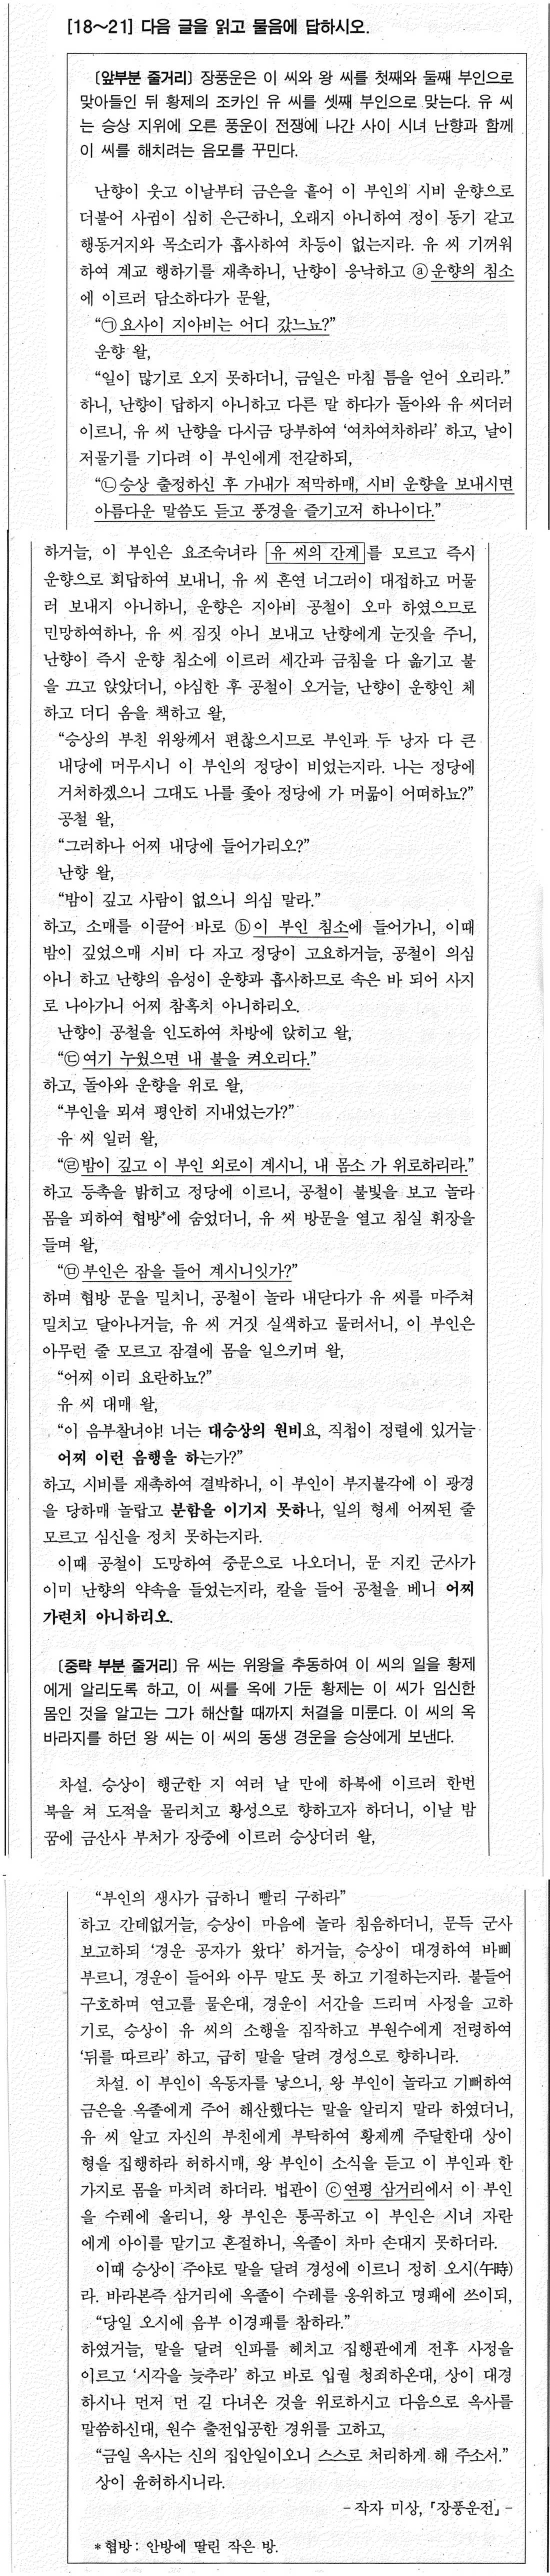 [18～21] 다음 글을 읽고 물음에 답하시오.
[앞부분 줄거리] 장풍운은 이 씨와 왕 씨를 첫째와 둘째 부인으로
맞아들인 뒤 황제의 조카인 유 씨를 셋째 부인으로 맞는다. 유 씨
는 승상 지위에 오른 풍운이 전쟁에 나간 사이 시녀 난향과 함께
이 씨를 해치려는 음모를 꾸민다.
난향이 웃고 이날부터 금은을 흩어 이 부인의 시비 운향으로
더불어 사귐이 심히 은근하니, 오래지 아니하여 정이 동기 같고
행동거지와 목소리가 흡사하여 차등이 없는지라. 유 씨 기꺼워
하여 계교 행하기를 재촉하니, 난향이 응낙하고 ⓐ운향의 침소
에 이르러 담소하다가 문왈,
“㉠요사이 지아비는 어디 갔느뇨?”
운향 왈,
“일이 많기로 오지 못하더니, 금일은 마침 틈을 얻어 오리라.”
하니, 난향이 답하지 아니하고 다른 말 하다가 돌아와 유 씨더러
이르니, 유 씨 난향을 다시금 당부하여 ‘여차여차하라’ 하고, 날이
저물기를 기다려 이 부인에게 전갈하되,
“㉡승상 출정하신 후 가내가 적막하매, 시비 운향을 보내시면
아름다운 말씀도 듣고 풍경을 즐기고저 하나이다.”
하거늘, 이 부인은 요조숙녀라 유 씨의 간계를 모르고 즉시
운향으로 회답하여 보내니, 유 씨 흔연 너그러이 대접하고 머물
러 보내지 아니하니, 운향은 지아비 공철이 오마 하였으므로
민망하여하나, 유 씨 짐짓 아니 보내고 난향에게 눈짓을 주니,
난향이 즉시 운향 침소에 이르러 세간과 금침을 다 옮기고 불
을 끄고 앉았더니, 야심한 후 공철이 오거늘, 난향이 운향인 체
하고 더디 옴을 책하고 왈,
“승상의 부친 위왕께서 편찮으시므로 부인과 두 낭자 다 큰
내당에 머무시니 이 부인의 정당이 비었는지라. 나는 정당에
거처하겠으니 그대도 나를 좇아 정당에 가 머묾이 어떠하뇨?”
공철 왈,
“그러하나 어찌 내당에 들어가리오?”
난향 왈,
“밤이 깊고 사람이 없으니 의심 말라.”
하고, 소매를 이끌어 바로 ⓑ이 부인 침소에 들어가니, 이때
밤이 깊었으매 시비 다 자고 정당이 고요하거늘, 공철이 의심
아니 하고 난향의 음성이 운향과 흡사하므로 속은 바 되어 사지
로 나아가니 어찌 참혹치 아니하리오.
난향이 공철을 인도하여 차방에 앉히고 왈,
“㉢여기 누웠으면 내 불을 켜오리다.”
하고, 돌아와 운향을 위로 왈,
“부인을 뫼셔 평안히 지내었는가?”
유 씨 일러 왈,
“㉣밤이 깊고 이 부인 외로이 계시니, 내 몸소 가 위로하리라.”
하고 등촉을 밝히고 정당에 이르니, 공철이 불빛을 보고 놀라
몸을 피하여 협방*에 숨었더니, 유 씨 방문을 열고 침실 휘장을
들며 왈,
“㉤부인은 잠을 들어 계시니잇가?”
하며 협방 문을 밀치니, 공철이 놀라 내닫다가 유 씨를 마주쳐
밀치고 달아나거늘, 유 씨 거짓 실색하고 물러서니, 이 부인은
아무런 줄 모르고 잠결에 몸을 일으키며 왈,
“어찌 이리 요란하뇨?”
유 씨 대매 왈,
“이 음부찰녀야! 너는 대승상의 원비요, 직첩이 정렬에 있거늘
어찌 이런 음행을 하는가?”
하고, 시비를 재촉하여 결박하니, 이 부인이 부지불각에 이 광경
을 당하매 놀랍고 분함을 이기지 못하나, 일의 형세 어찌된 줄
모르고 심신을 정치 못하는지라.
이때 공철이 도망하여 중문으로 나오더니, 문 지킨 군사가
이미 난향의 약속을 들었는지라, 칼을 들어 공철을 베니 어찌
가련치 아니하리오.
[중략 부분 줄거리] 유 씨는 위왕을 추동하여 이 씨의 일을 황제
에게 알리도록 하고, 이 씨를 옥에 가둔 황제는 이 씨가 임신한
몸인 것을 알고는 그가 해산할 때까지 처결을 미룬다. 이 씨의 옥
바라지를 하던 왕 씨는 이 씨의 동생 경운을 승상에게 보낸다.
차설. 승상이 행군한 지 여러 날 만에 하북에 이르러 한번
북을 쳐 도적을 물리치고 황성으로 향하고자 하더니, 이날 밤
꿈에 금산사 부처가 장중에 이르러 승상더러 왈,
“부인의 생사가 급하니 빨리 구하라”
하고 간데없거늘, 승상이 마음에 놀라 침음하더니, 문득 군사
보고하되 ‘경운 공자가 왔다’ 하거늘, 승상이 대경하여 바삐
부르니, 경운이 들어와 아무 말도 못 하고 기절하는지라. 붙들어
구호하며 연고를 물은대, 경운이 서간을 드리며 사정을 고하
기로, 승상이 유 씨의 소행을 짐작하고 부원수에게 전령하여
‘뒤를 따르라’ 하고, 급히 말을 달려 경성으로 향하니라.
차설. 이 부인이 옥동자를 낳으니, 왕 부인이 놀라고 기뻐하여
금은을 옥졸에게 주어 해산했다는 말을 알리지 말라 하였더니,
유 씨 알고 자신의 부친에게 부탁하여 황제께 주달한대 상이
형을 집행하라 허하시매, 왕 부인이 소식을 듣고 이 부인과 한
가지로 몸을 마치려 하더라. 법관이 ⓒ연평 삼거리에서 이 부인
을 수레에 올리니, 왕 부인은 통곡하고 이 부인은 시녀 자란
에게 아이를 맡기고 혼절하니, 옥졸이 차마 손대지 못하더라.
이때 승상이 주야로 말을 달려 경성에 이르니 정히 오시(午時)
라. 바라본즉 삼거리에 옥졸이 수레를 옹위하고 명패에 쓰이되,
“당일 오시에 음부 이경패를 참하라.”
하였거늘, 말을 달려 인파를 헤치고 집행관에게 전후 사정을
이르고 ‘시각을 늦추라’ 하고 바로 입궐 청죄하온대, 상이 대경
하시나 먼저 먼 길 다녀온 것을 위로하시고 다음으로 옥사를
말씀하신대, 원수 출전입공한 경위를 고하고,
“금일 옥사는 신의 집안일이오니 스스로 처리하게 해 주소서.”
상이 윤허하시니라.
- 작자 미상, ｢장풍운전｣ -
* 협방 : 안방에 딸린 작은 방.